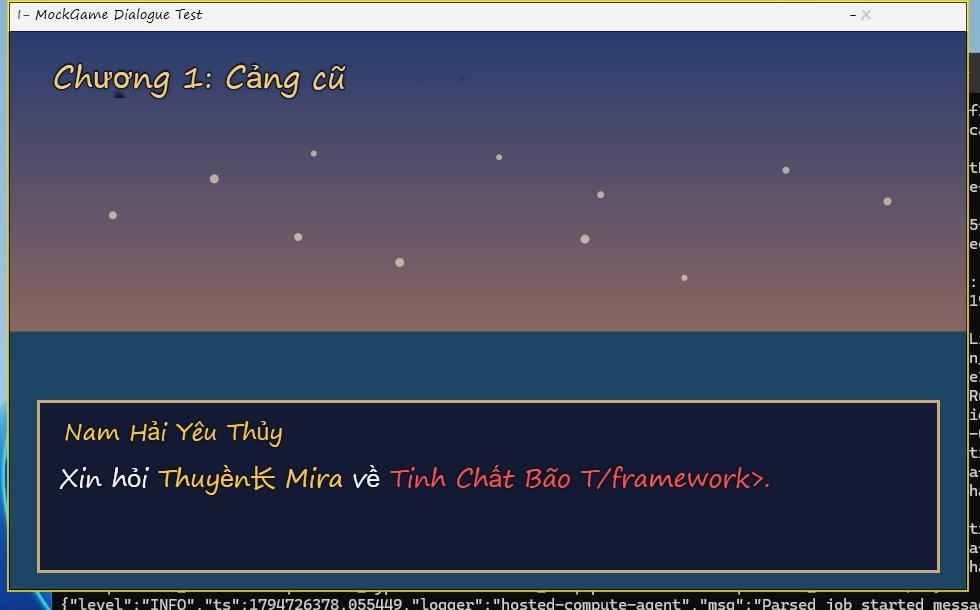 I- MockGame Dialogue Test - X
Chương 1: Cảng cũ
Nam Hải Yêu Thủy
Xin hỏi Thuyền长 Mira về Tinh Chất Bão T/framework>.
{"level":"INFO","ts":1794726378.055449,"logger":"hosted-compute-agent","msg":"Parsed job started